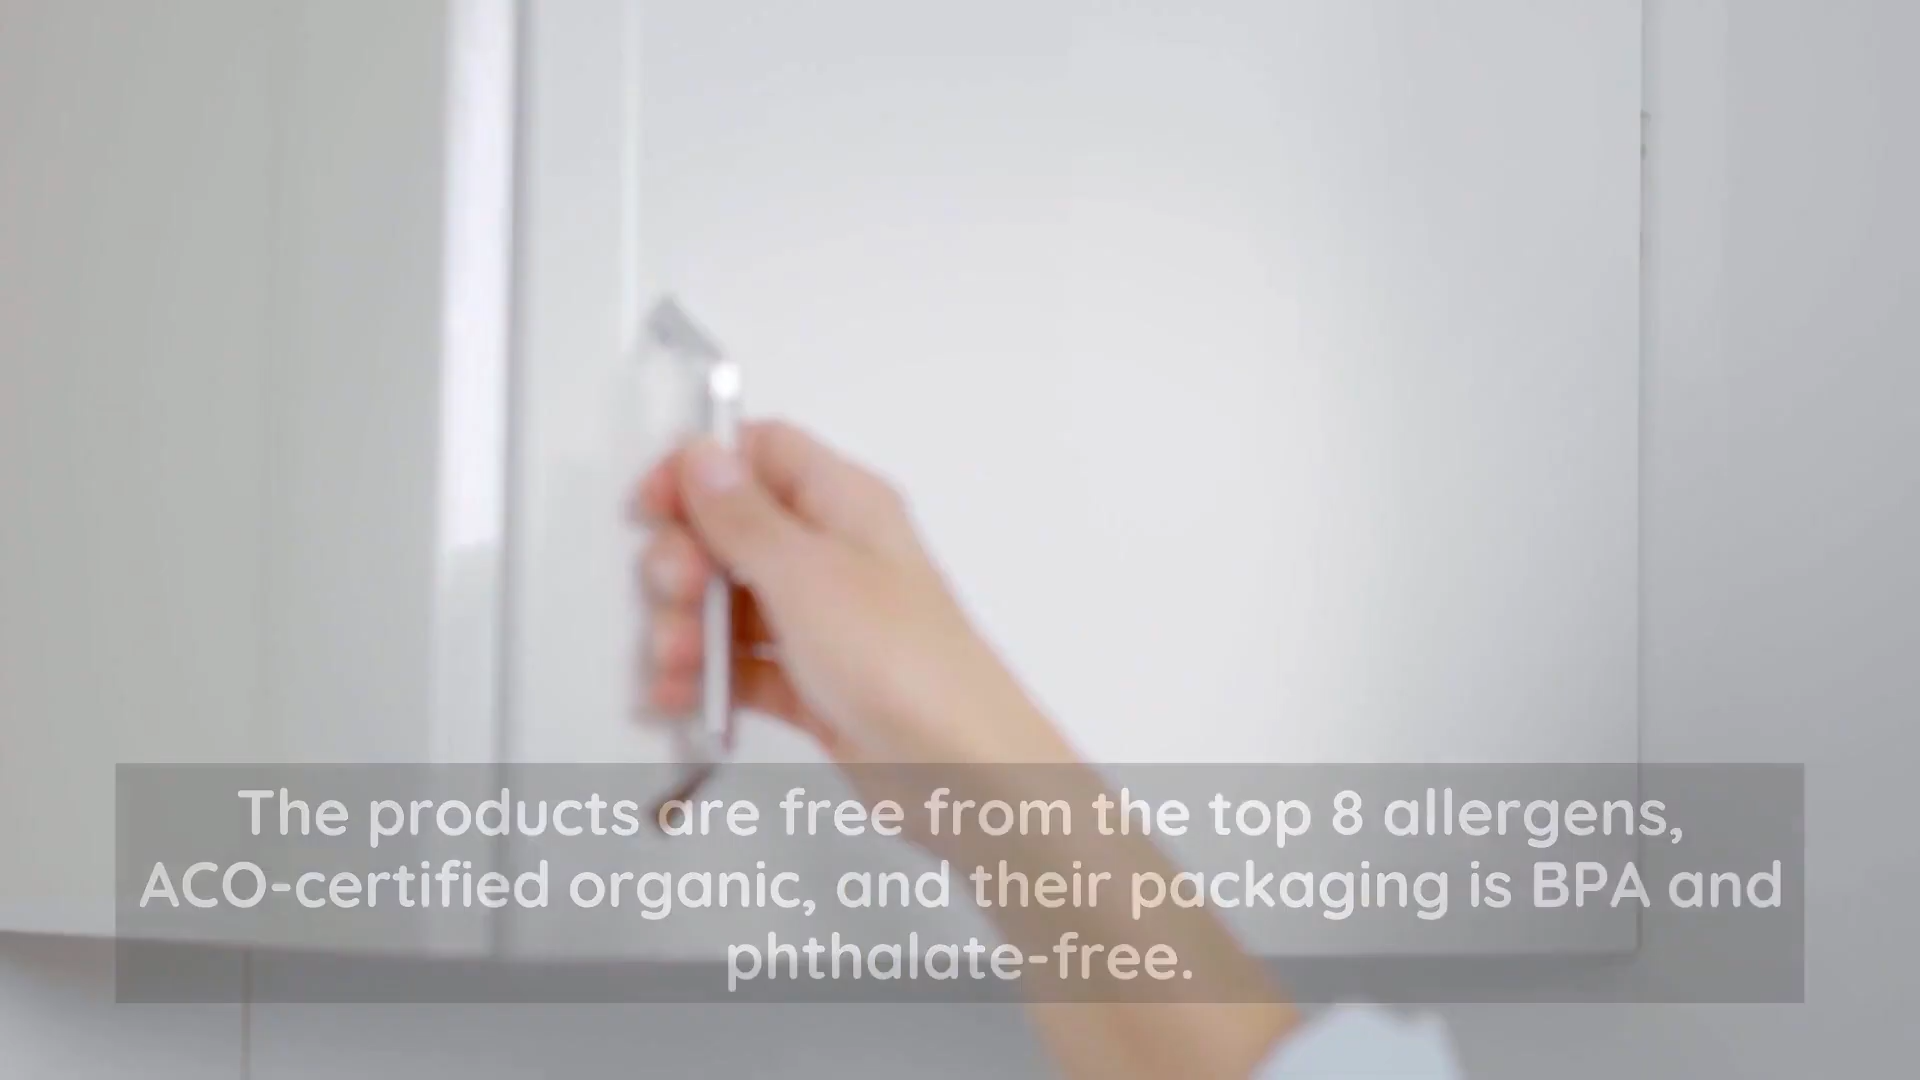 The products are free from the top 8 allergens,
ACO-certified organic, and their packaging is BPA and
phthalate-free.